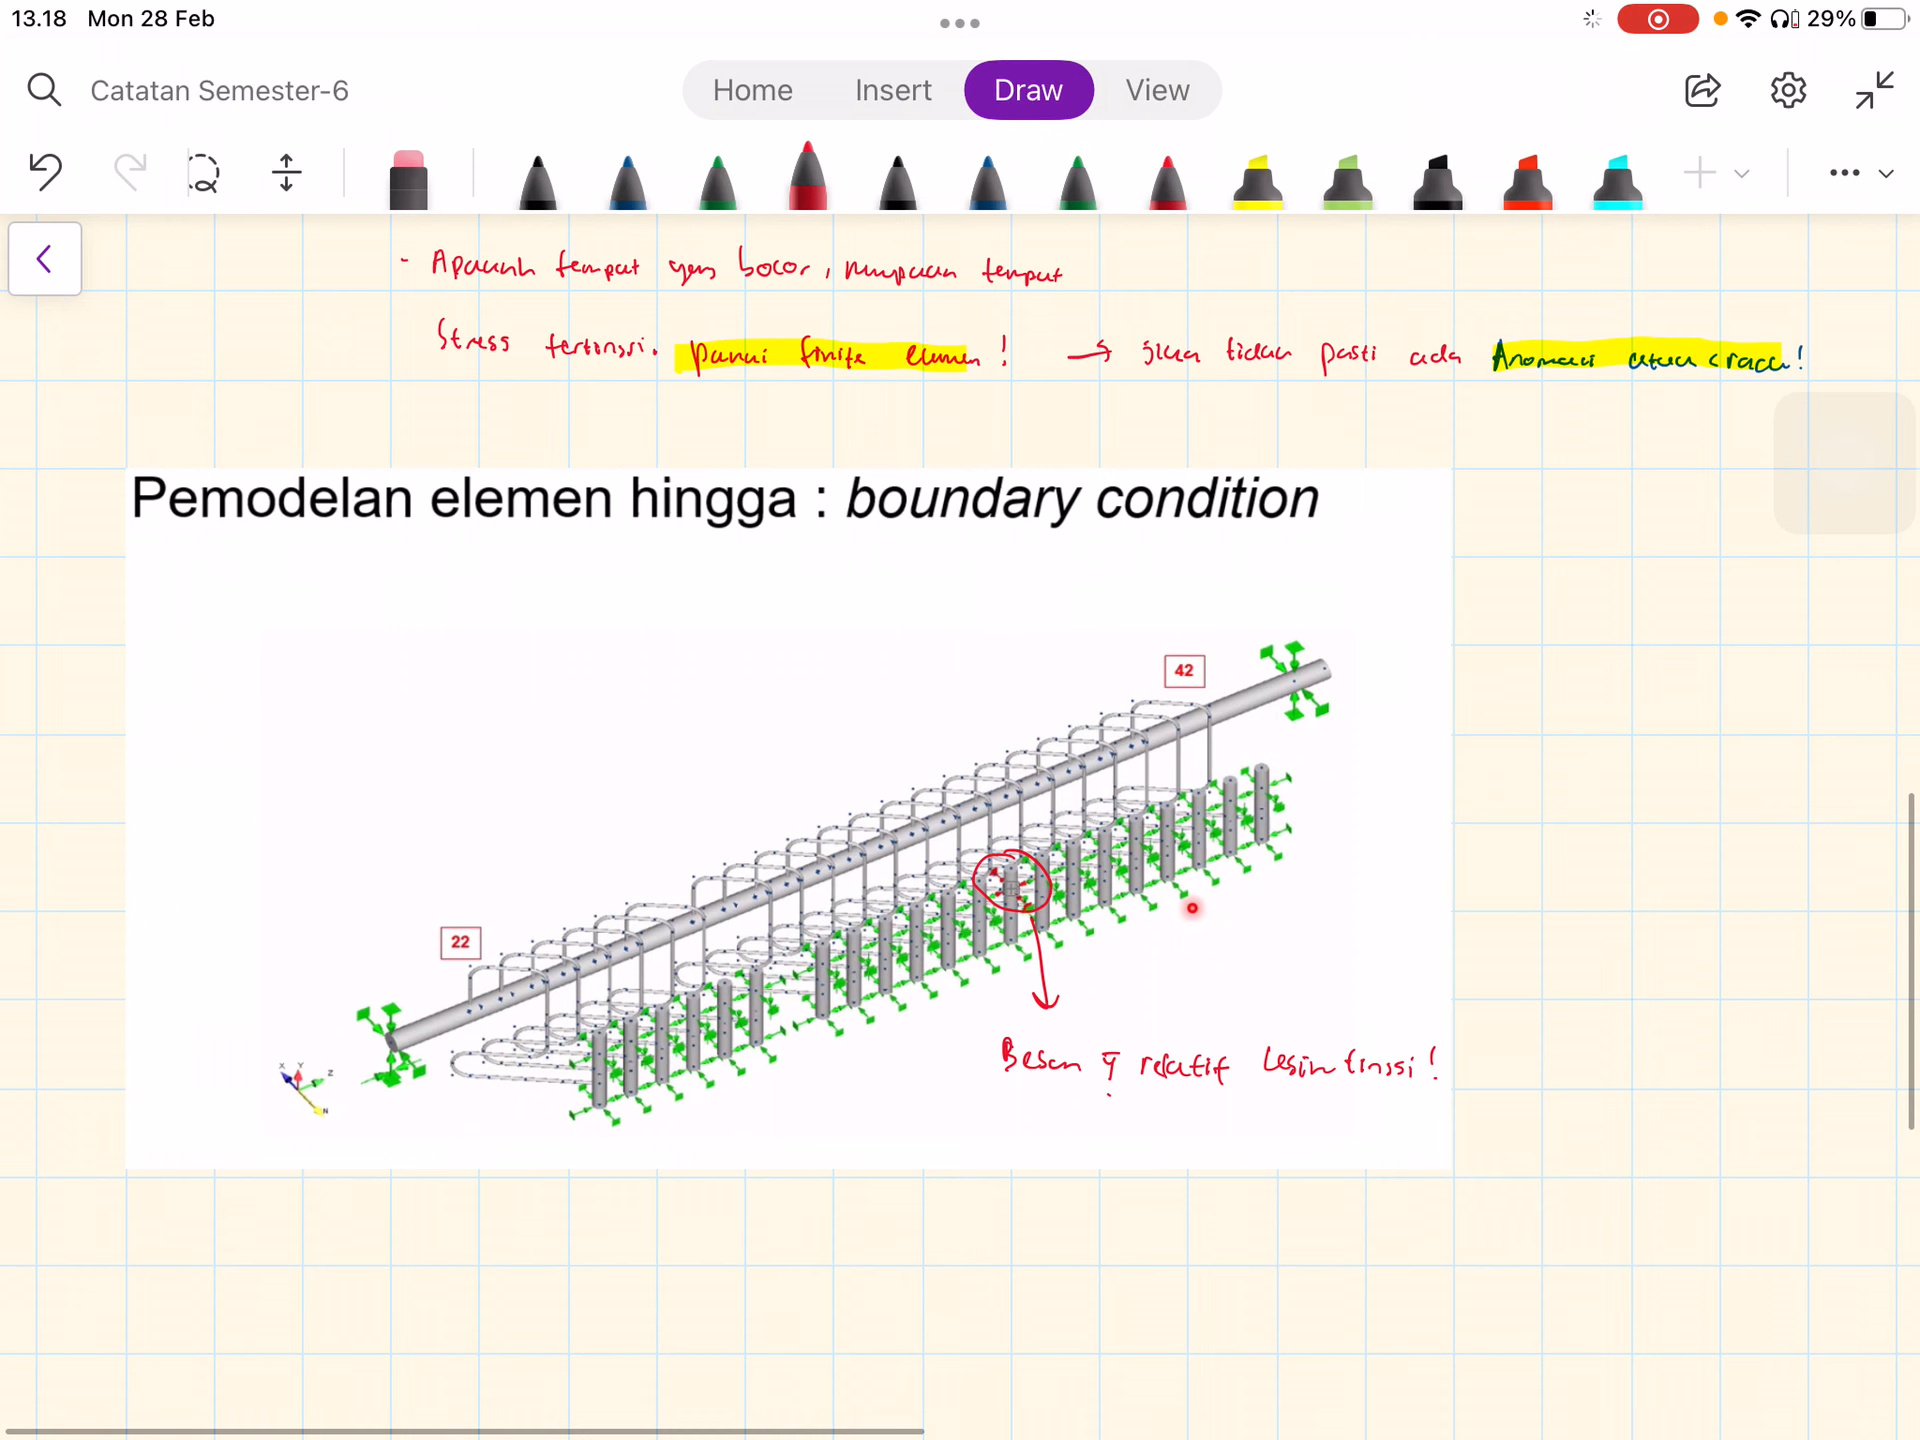 13.18 Mon 28 Feb
29%
Catatan Semester-6
Home Insert Draw View
- Apakah tempat yang bocor, merupakan tempat
Stress tertinggi. pakai finite elemen! → jika tidak pasti ada Anomali atau crack!
Pemodelan elemen hingga : boundary condition
42
22
X Y Z
N
relatif lebih tinggi!